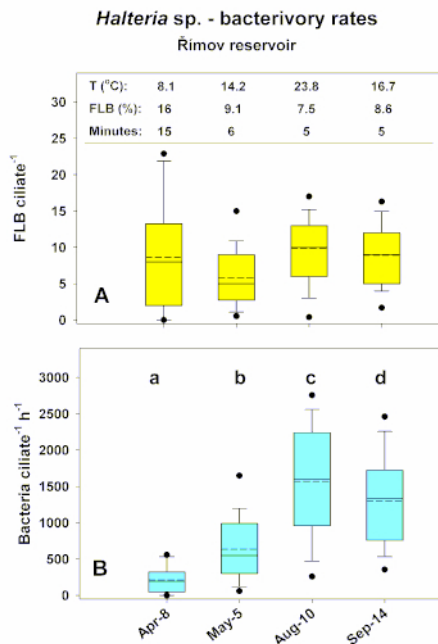 Halteria sp. - bacterivory rates
Římov reservoir
T (°C): 8.1 14.2 23.8 16.7
FLB (%): 16 9.1 7.5 8.6
Minutes: 15 6 5 5
FLB ciliate⁻¹
30
25
20
15
10
5
0
A
a b c d
Bacteria ciliate⁻¹ h⁻¹
3000
2500
2000
1500
1000
500
0
B
Apr-8 May-5 Aug-10 Sep-14